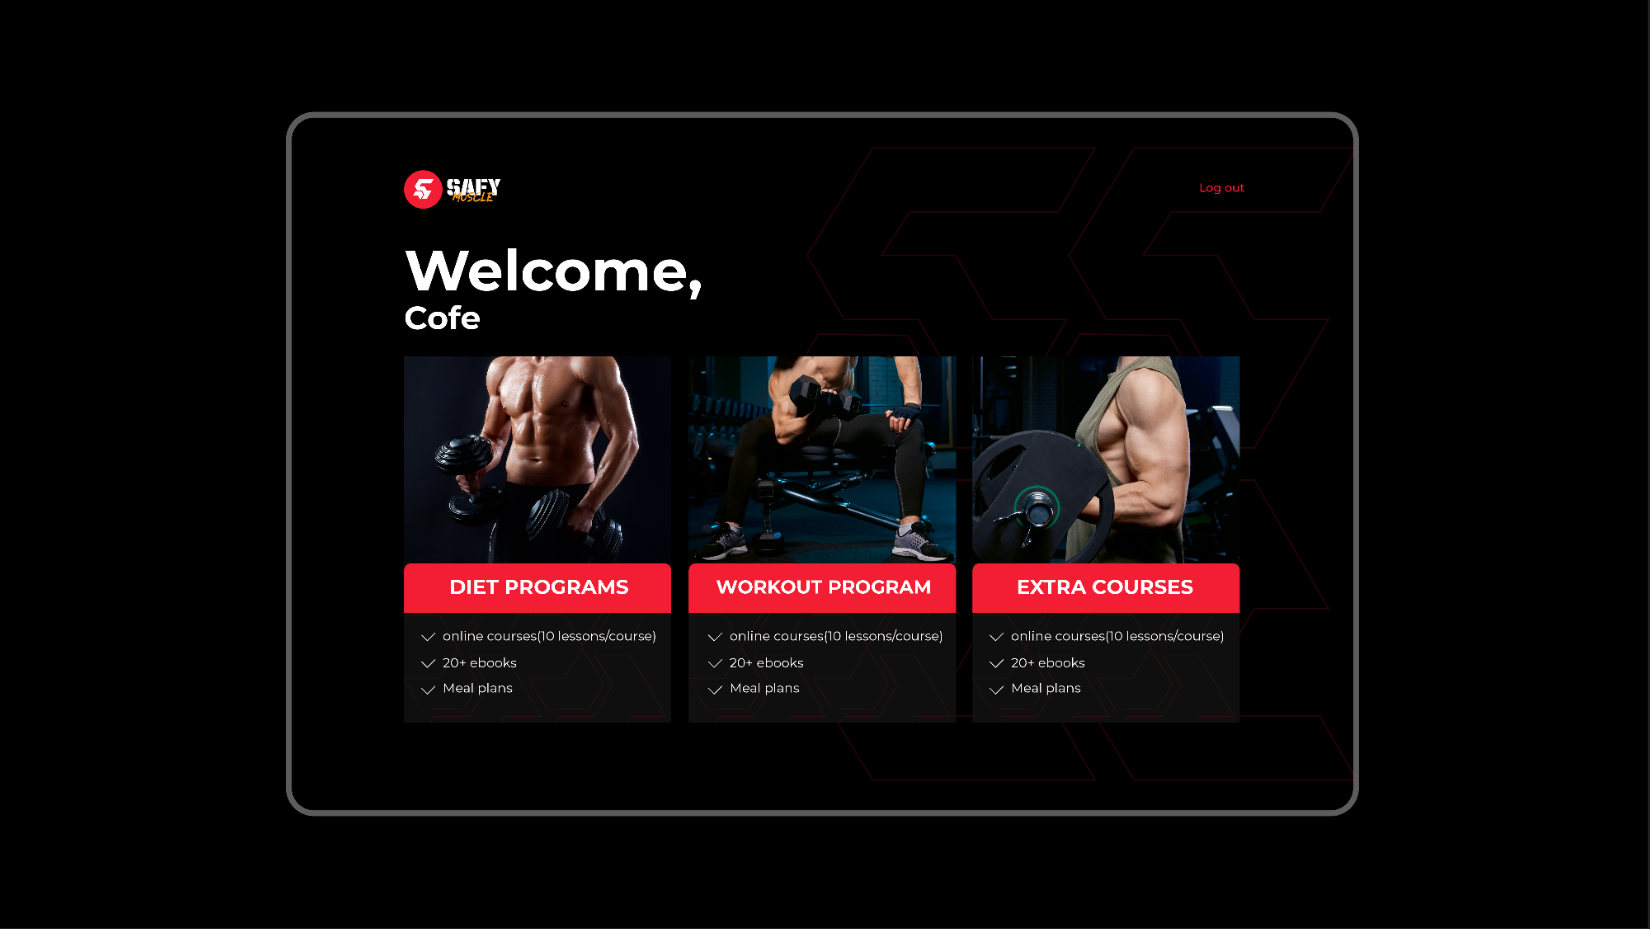 SAFY
MUSCLE
Log out
Welcome,
Cofe
DIET PROGRAMS
online courses(10 lessons/course)
20+ ebooks
Meal plans
WORKOUT PROGRAM
online courses(10 lessons/course)
20+ ebooks
Meal plans
EXTRA COURSES
online courses(10 lessons/course)
20+ ebooks
Meal plans